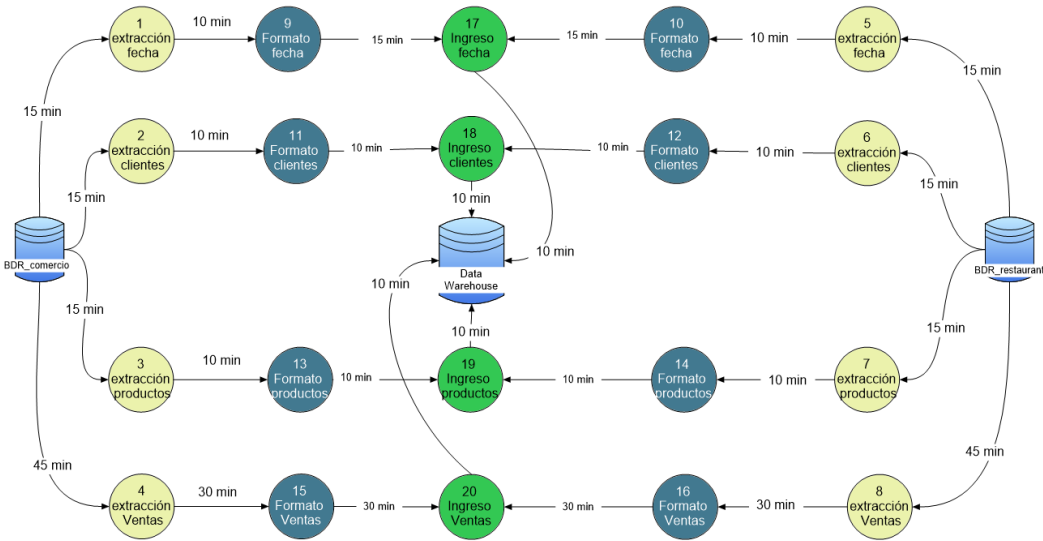 1
extracción
fecha
10 min
9
Formato
fecha
15 min
17
Ingreso
fecha
15 min
10
Formato
fecha
10 min
5
extracción
fecha
15 min
15 min
2
extracción
clientes
10 min
11
Formato
clientes
10 min
18
Ingreso
clientes
10 min
12
Formato
clientes
10 min
6
extracción
clientes
15 min
15 min
10 min
BDR_comercio
10 min
Data
Warehouse
10 min
BDR_restaurant
15 min
10 min
15 min
3
extracción
productos
10 min
13
Formato
productos
10 min
19
Ingreso
productos
10 min
14
Formato
productos
10 min
7
extracción
productos
45 min
45 min
4
extracción
Ventas
30 min
15
Formato
Ventas
30 min
20
Ingreso
Ventas
30 min
16
Formato
Ventas
30 min
8
extracción
Ventas